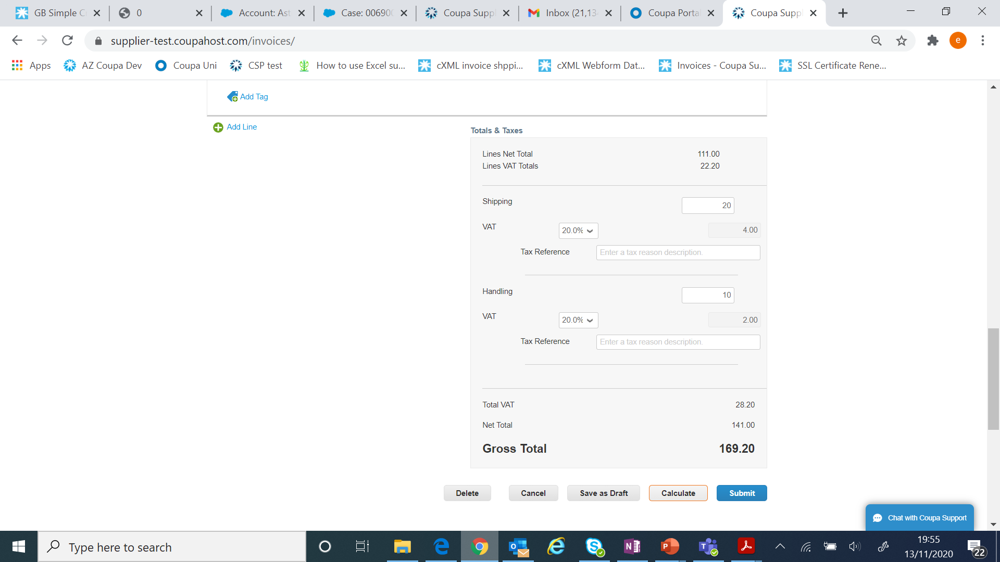 GB Simple C
0
Account: Ast
Case: 00690
Coupa Suppl
Inbox (21,13
Coupa Porta
Coupa Suppl
supplier-test.coupahost.com/invoices/
e
Apps
AZ Coupa Dev
Coupa Uni
CSP test
How to use Excel su...
cXML invoice shppi...
cXML Webform Dat...
Invoices - Coupa Su...
SSL Certificate Rene...
Add Tag
Add Line
Totals & Taxes
Lines Net Total 111.00
Lines VAT Totals 22.20
Shipping 20
VAT 20.0% 4.00
Tax Reference Enter a tax reason description.
Handling 10
VAT 20.0% 2.00
Tax Reference Enter a tax reason description.
Total VAT 28.20
Net Total 141.00
Gross Total 169.20
Delete Cancel Save as Draft Calculate Submit
Chat with Coupa Support
Type here to search
19:55
13/11/2020
22